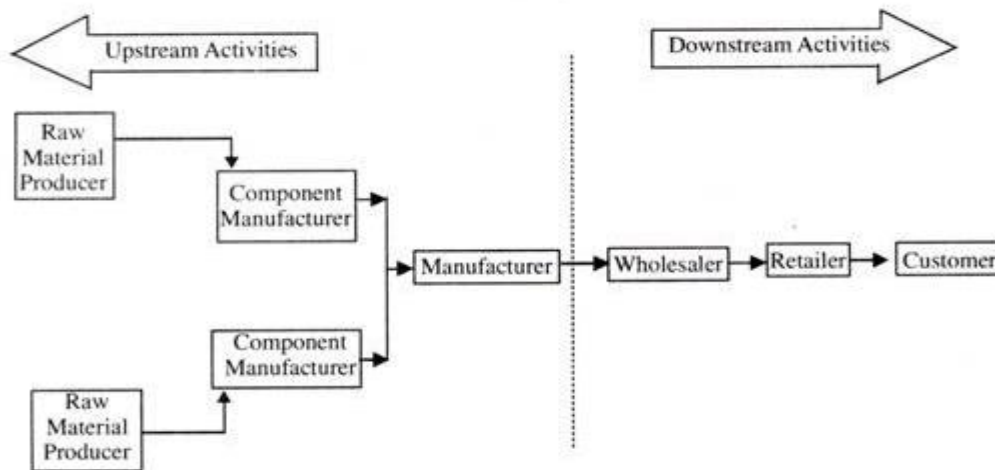 Upstream Activities
Downstream Activities
Raw
Material
Producer
Component
Manufacturer
Manufacturer
Wholesaler
Retailer
Customer
Component
Manufacturer
Raw
Material
Producer